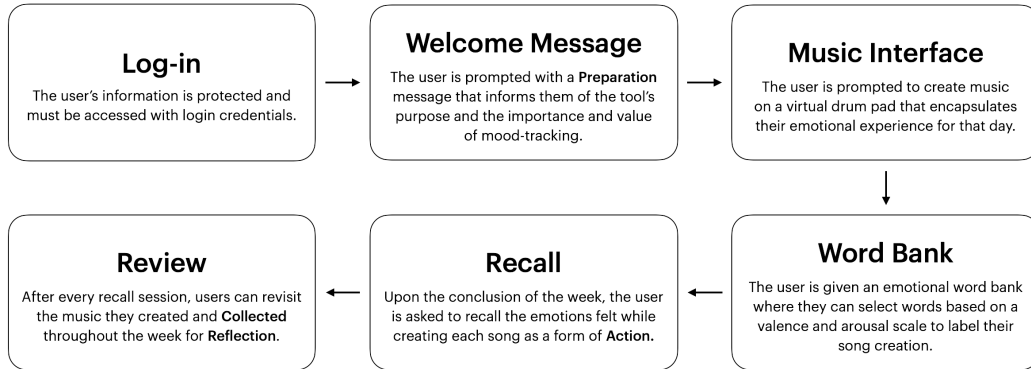 Log-in
The user's information is protected and
must be accessed with login credentials.
Welcome Message
The user is prompted with a Preparation
message that informs them of the tool's
purpose and the importance and value
of mood-tracking.
Music Interface
The user is prompted to create music
on a virtual drum pad that encapsulates
their emotional experience for that day.
Word Bank
The user is given an emotional word bank
where they can select words based on a
valence and arousal scale to label their
song creation.
Recall
Upon the conclusion of the week, the user
is asked to recall the emotions felt while
creating each song as a form of Action.
Review
After every recall session, users can revisit
the music they created and Collected
throughout the week for Reflection.